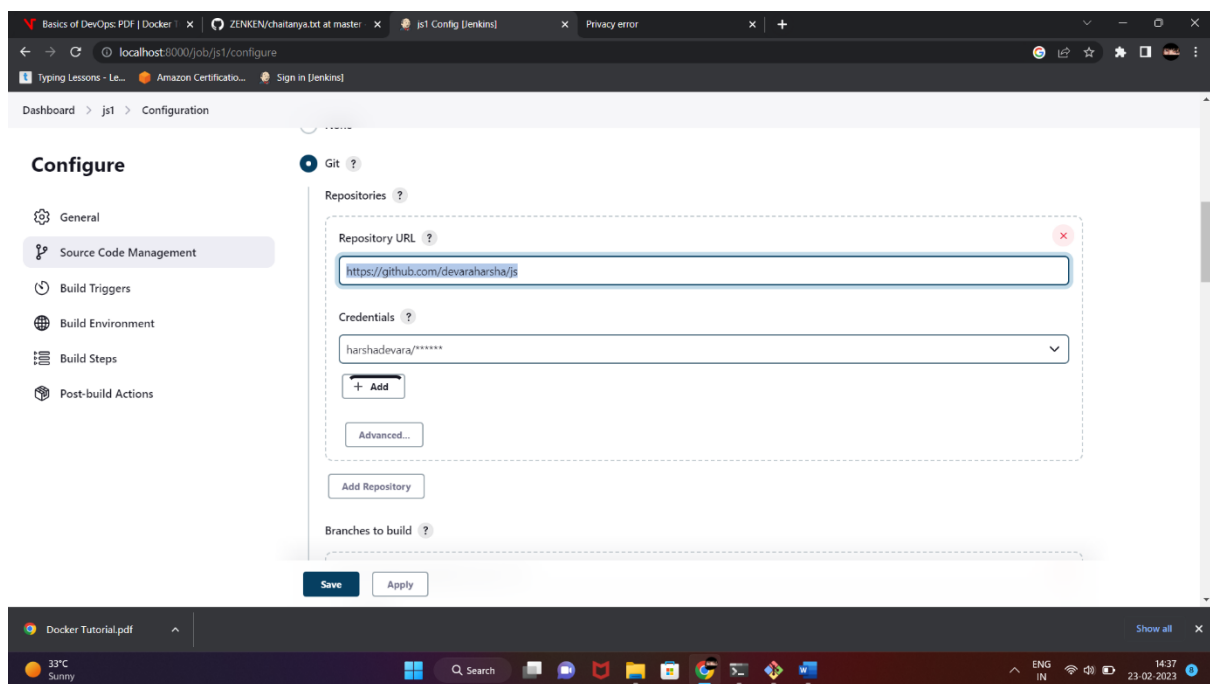 Basics of DevOps: PDF | Docker T
ZENKEN/chaitanya.txt at master
js1 Config [Jenkins]
Privacy error
localhost:8000/job/js1/configure
Typing Lessons - Le...
Amazon Certificatio...
Sign in [Jenkins]
Dashboard > js1 > Configuration
None
Configure
Git ?
Repositories ?
General
Repository URL ?
Source Code Management
https://github.com/devaraharsha/js
Build Triggers
Credentials ?
Build Environment
harshadevara/******
Build Steps
+ Add
Post-build Actions
Advanced...
Add Repository
Branches to build ?
Save
Apply
Docker Tutorial.pdf
Show all
33°C
Sunny
Search
ENG
IN
14:37
23-02-2023
8